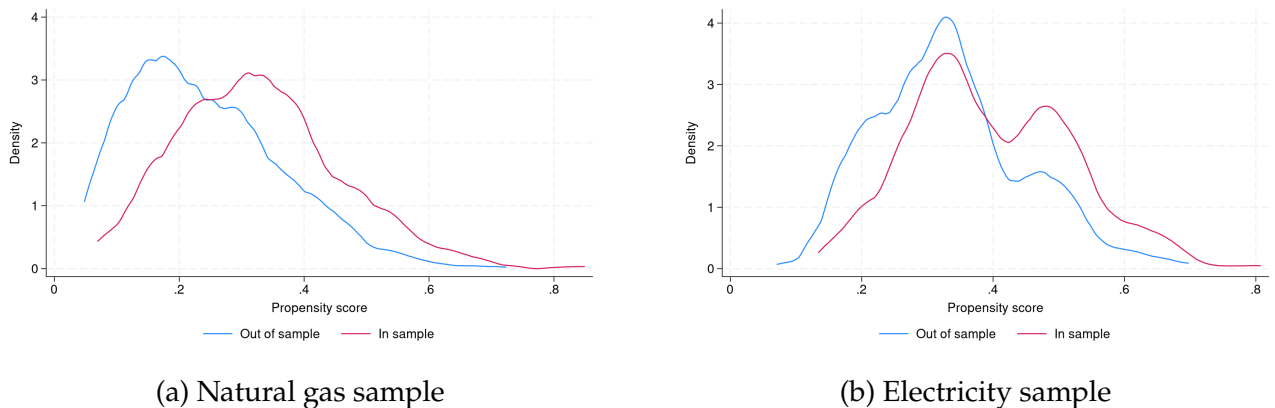 Density
4
3
2
1
0
0
.2
.4
.6
.8
Propensity score
Out of sample
In sample
(a) Natural gas sample
Density
4
3
2
1
0
0
.2
.4
.6
.8
Propensity score
Out of sample
In sample
(b) Electricity sample